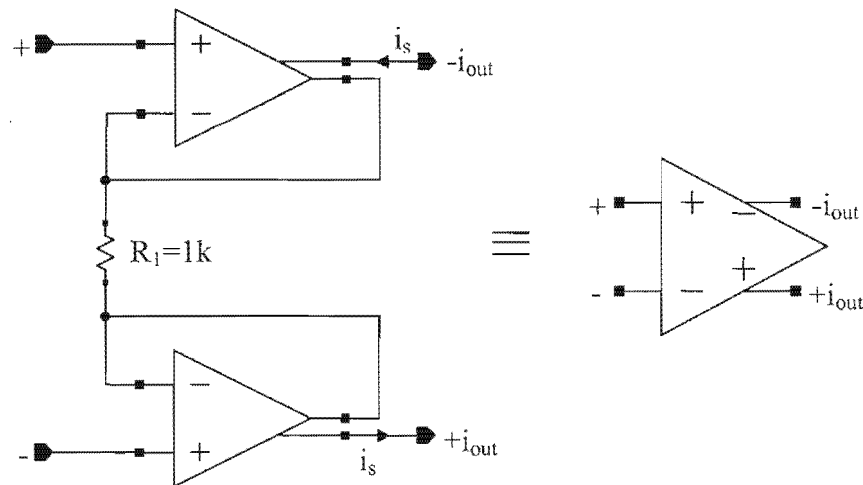 + + i_s -i_out
−
R_1=1k
≡
+ + − -i_out
- − + +i_out
−
- + i_s +i_out